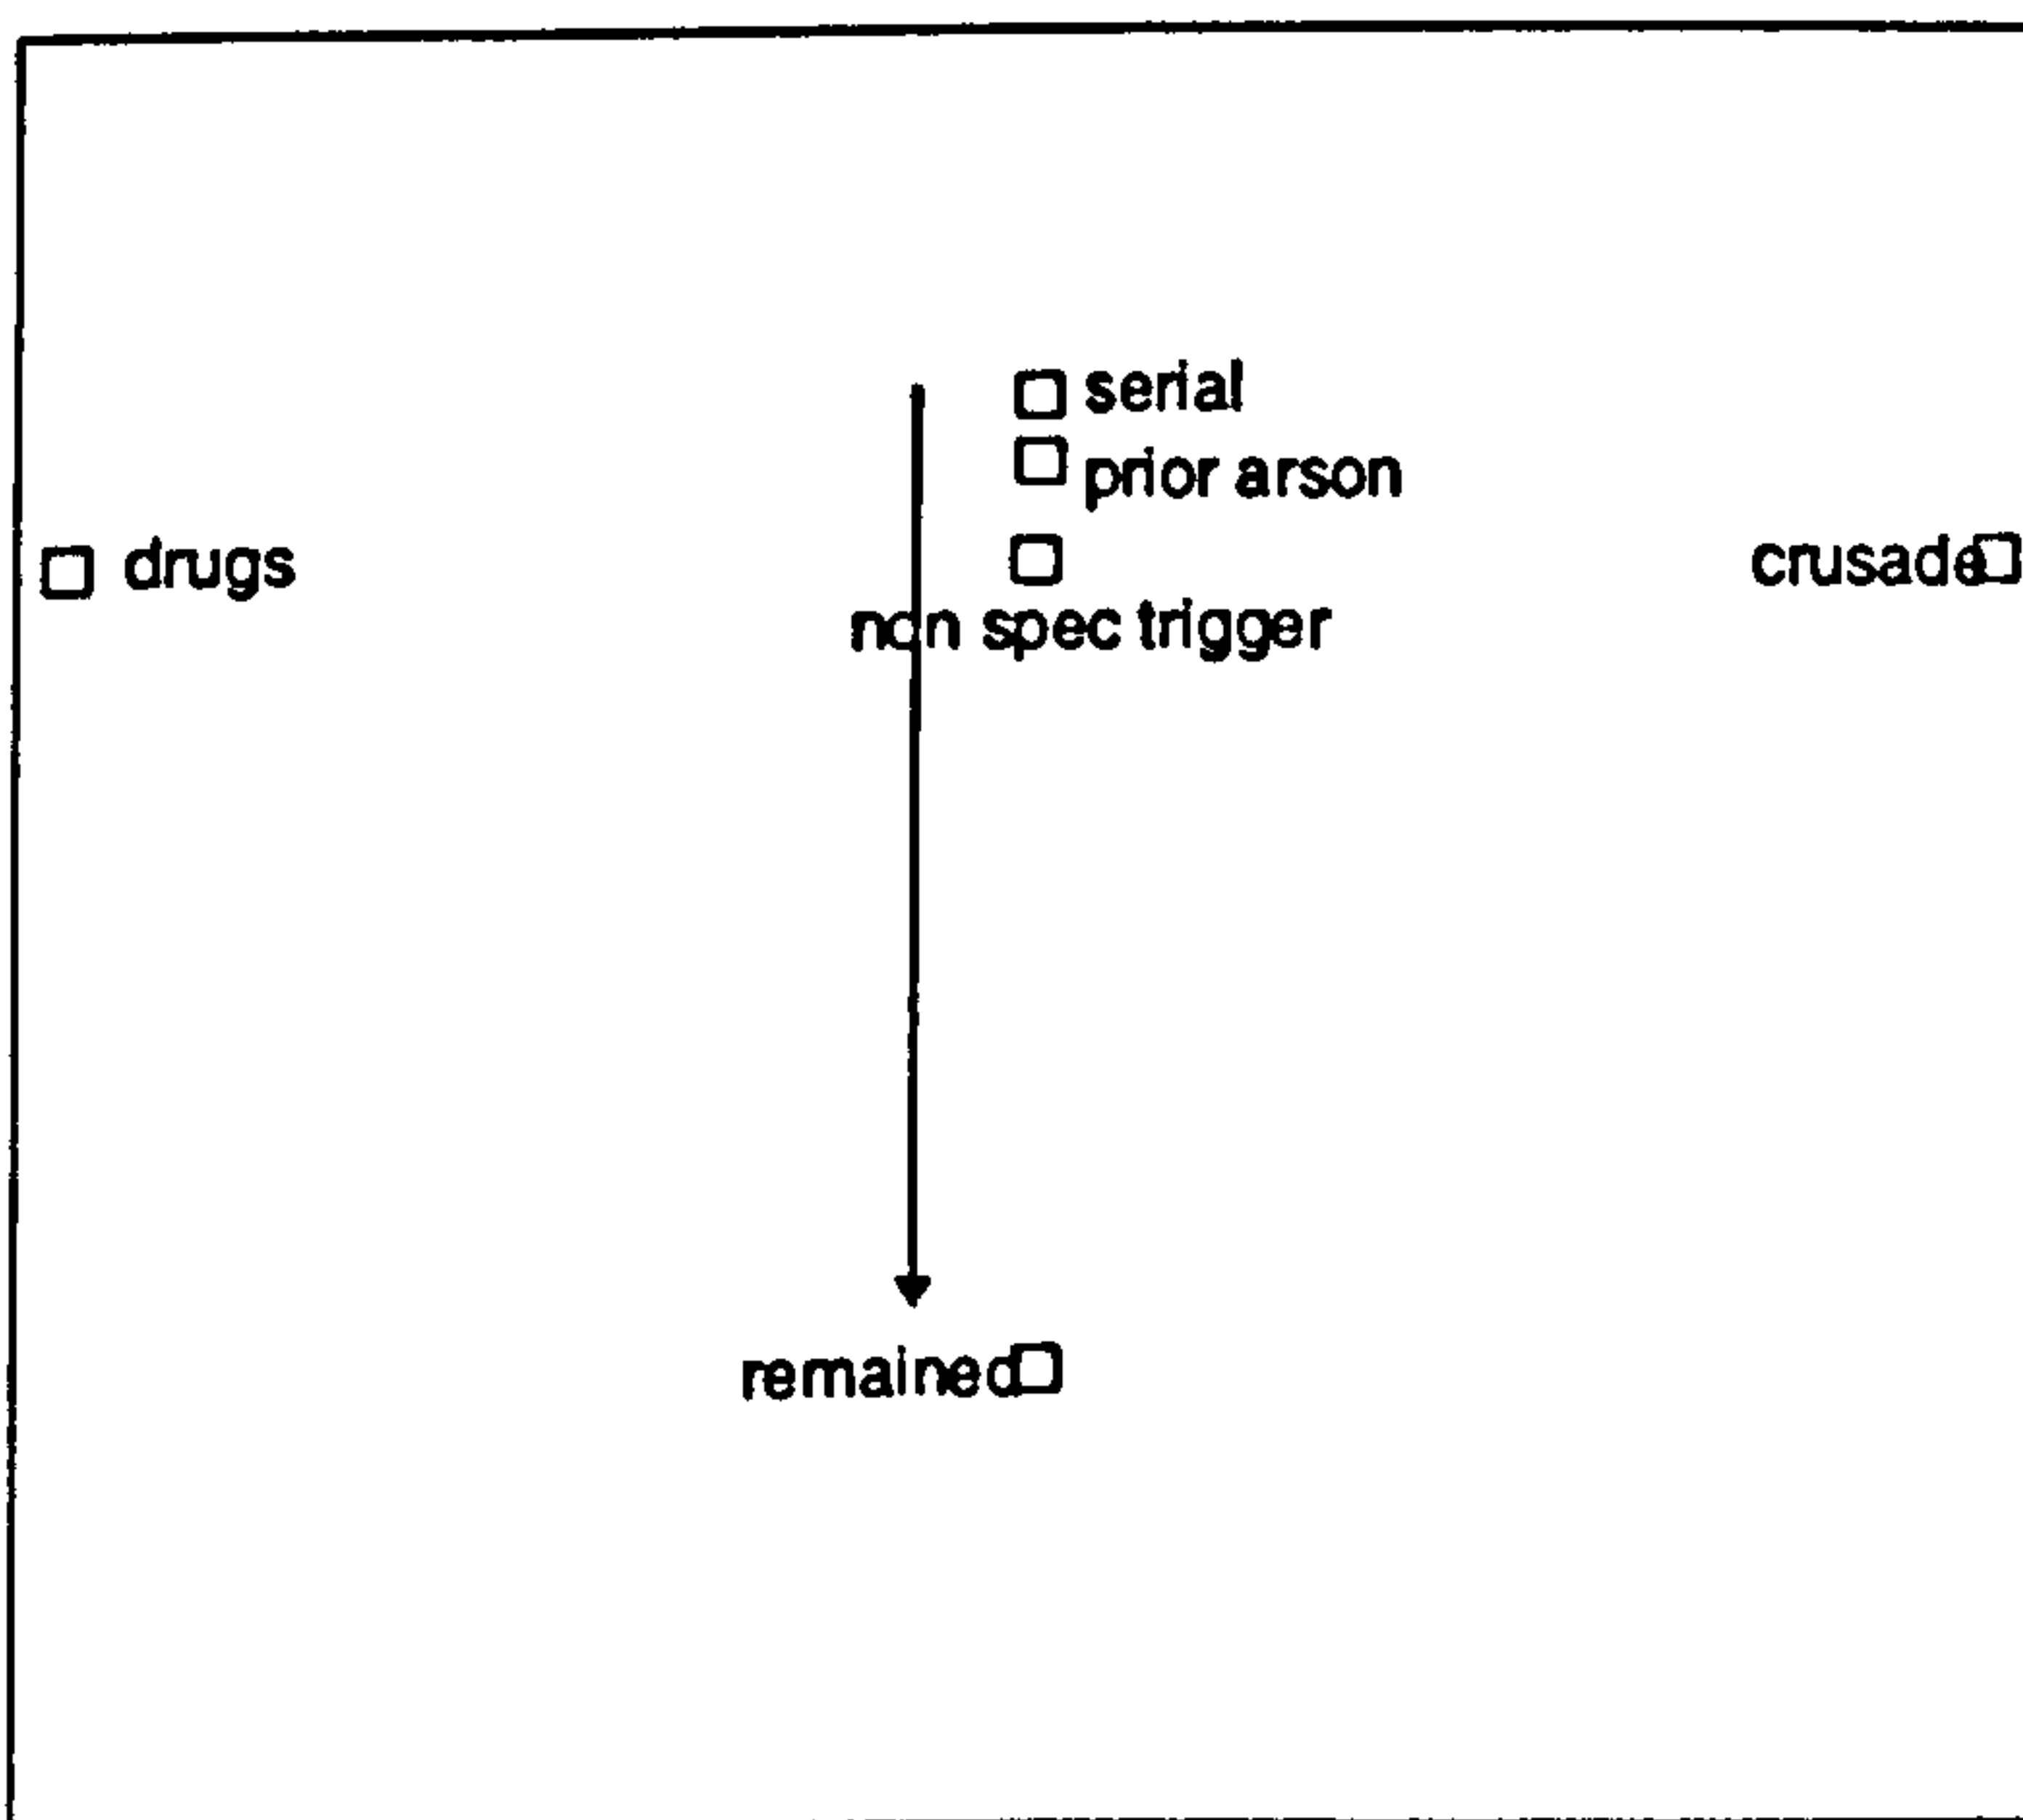 serial
prior arson
drugs
crusade
non spec trigger
remained